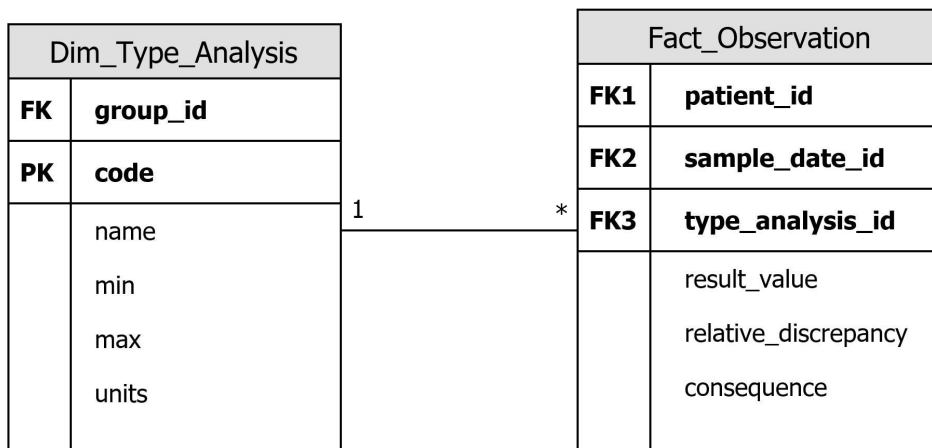 Dim_Type_Analysis
FK group_id
PK code
name
min
max
units
1 *
Fact_Observation
FK1 patient_id
FK2 sample_date_id
FK3 type_analysis_id
result_value
relative_discrepancy
consequence